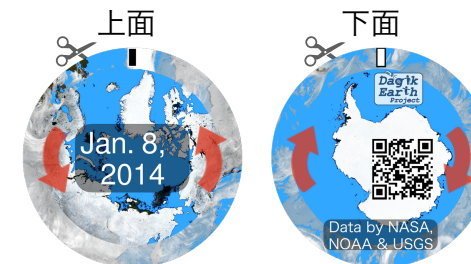 上面
下面
Jan. 8,
2014
Dagik
Earth
Project
Data by NASA,
NOAA & USGS